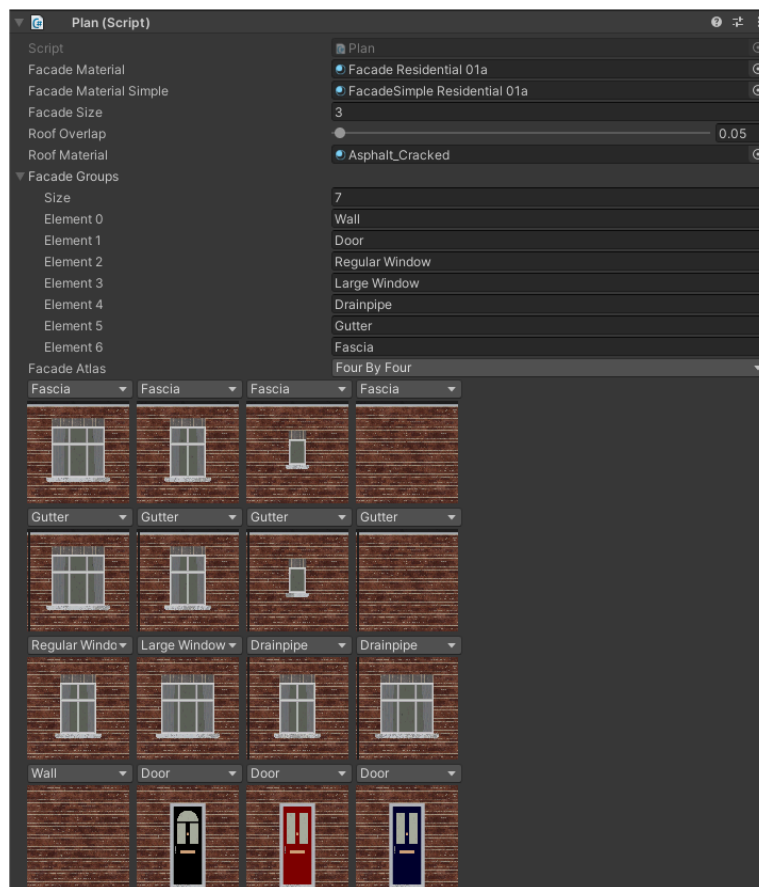 Plan (Script)
Script Plan
Facade Material Facade Residential 01a
Facade Material Simple FacadeSimple Residential 01a
Facade Size 3
Roof Overlap 0.05
Roof Material Asphalt_Cracked
Facade Groups
Size 7
Element 0 Wall
Element 1 Door
Element 2 Regular Window
Element 3 Large Window
Element 4 Drainpipe
Element 5 Gutter
Element 6 Fascia
Facade Atlas Four By Four
Fascia Fascia Fascia Fascia
Gutter Gutter Gutter Gutter
Regular Windo Large Window Drainpipe Drainpipe
Wall Door Door Door